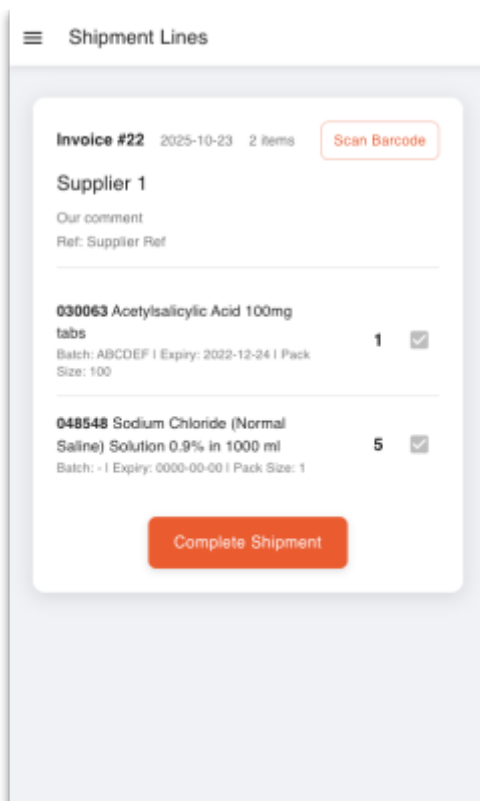 Shipment Lines
Invoice #22 2025-10-23 2 items Scan Barcode
Supplier 1
Our comment
Ref: Supplier Ref
030063 Acetylsalicylic Acid 100mg
tabs
1
Batch: ABCDEF | Expiry: 2022-12-24 | Pack
Size: 100
048548 Sodium Chloride (Normal
Saline) Solution 0.9% in 1000 ml
5
Batch: - | Expiry: 0000-00-00 | Pack Size: 1
Complete Shipment